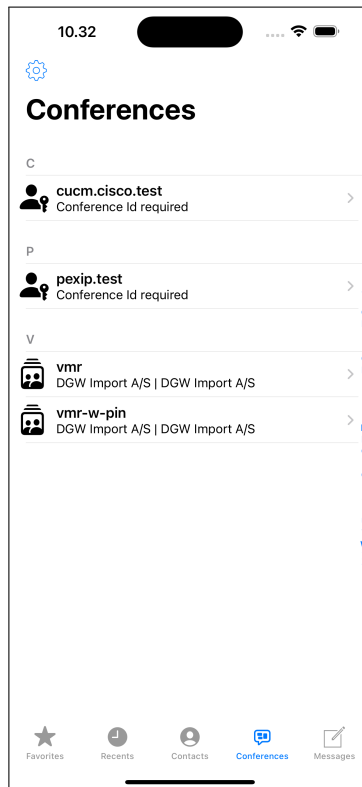 10.32
Conferences
C
cucm.cisco.test
Conference Id required
P
pexip.test
Conference Id required
V
vmr
DGW Import A/S | DGW Import A/S
vmr-w-pin
DGW Import A/S | DGW Import A/S
Favorites
Recents
Contacts
Conferences
Messages